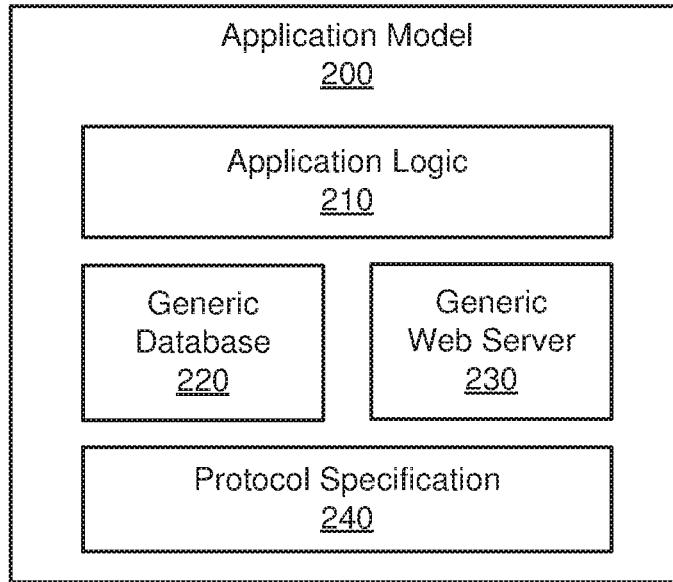 Application Model
200
Application Logic
210
Generic
Database
220
Generic
Web Server
230
Protocol Specification
240